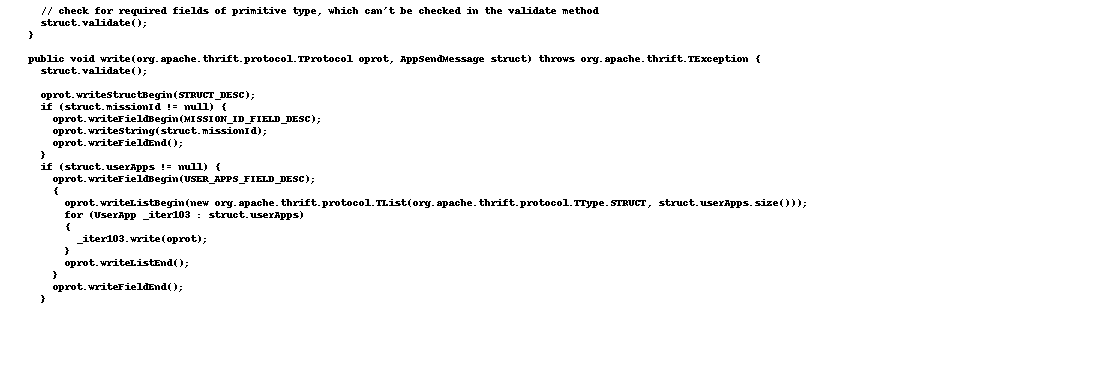 // check for required fields of primitive type, which can't be checked in the validate method
struct.validate();
}
public void write(org.apache.thrift.protocol.TProtocol oprot, AppSendMessage struct) throws org.apache.thrift.TException {
struct.validate();
oprot.writeStructBegin(STRUCT_DESC);
if (struct.missionId != null) {
oprot.writeFieldBegin(MISSION_ID_FIELD_DESC);
oprot.writeString(struct.missionId);
oprot.writeFieldEnd();
}
if (struct.userApps != null) {
oprot.writeFieldBegin(USER_APPS_FIELD_DESC);
{
oprot.writeListBegin(new org.apache.thrift.protocol.TList(org.apache.thrift.protocol.TType.STRUCT, struct.userApps.size()));
for (UserApp _iter103 : struct.userApps)
{
_iter103.write(oprot);
}
oprot.writeListEnd();
}
oprot.writeFieldEnd();
}